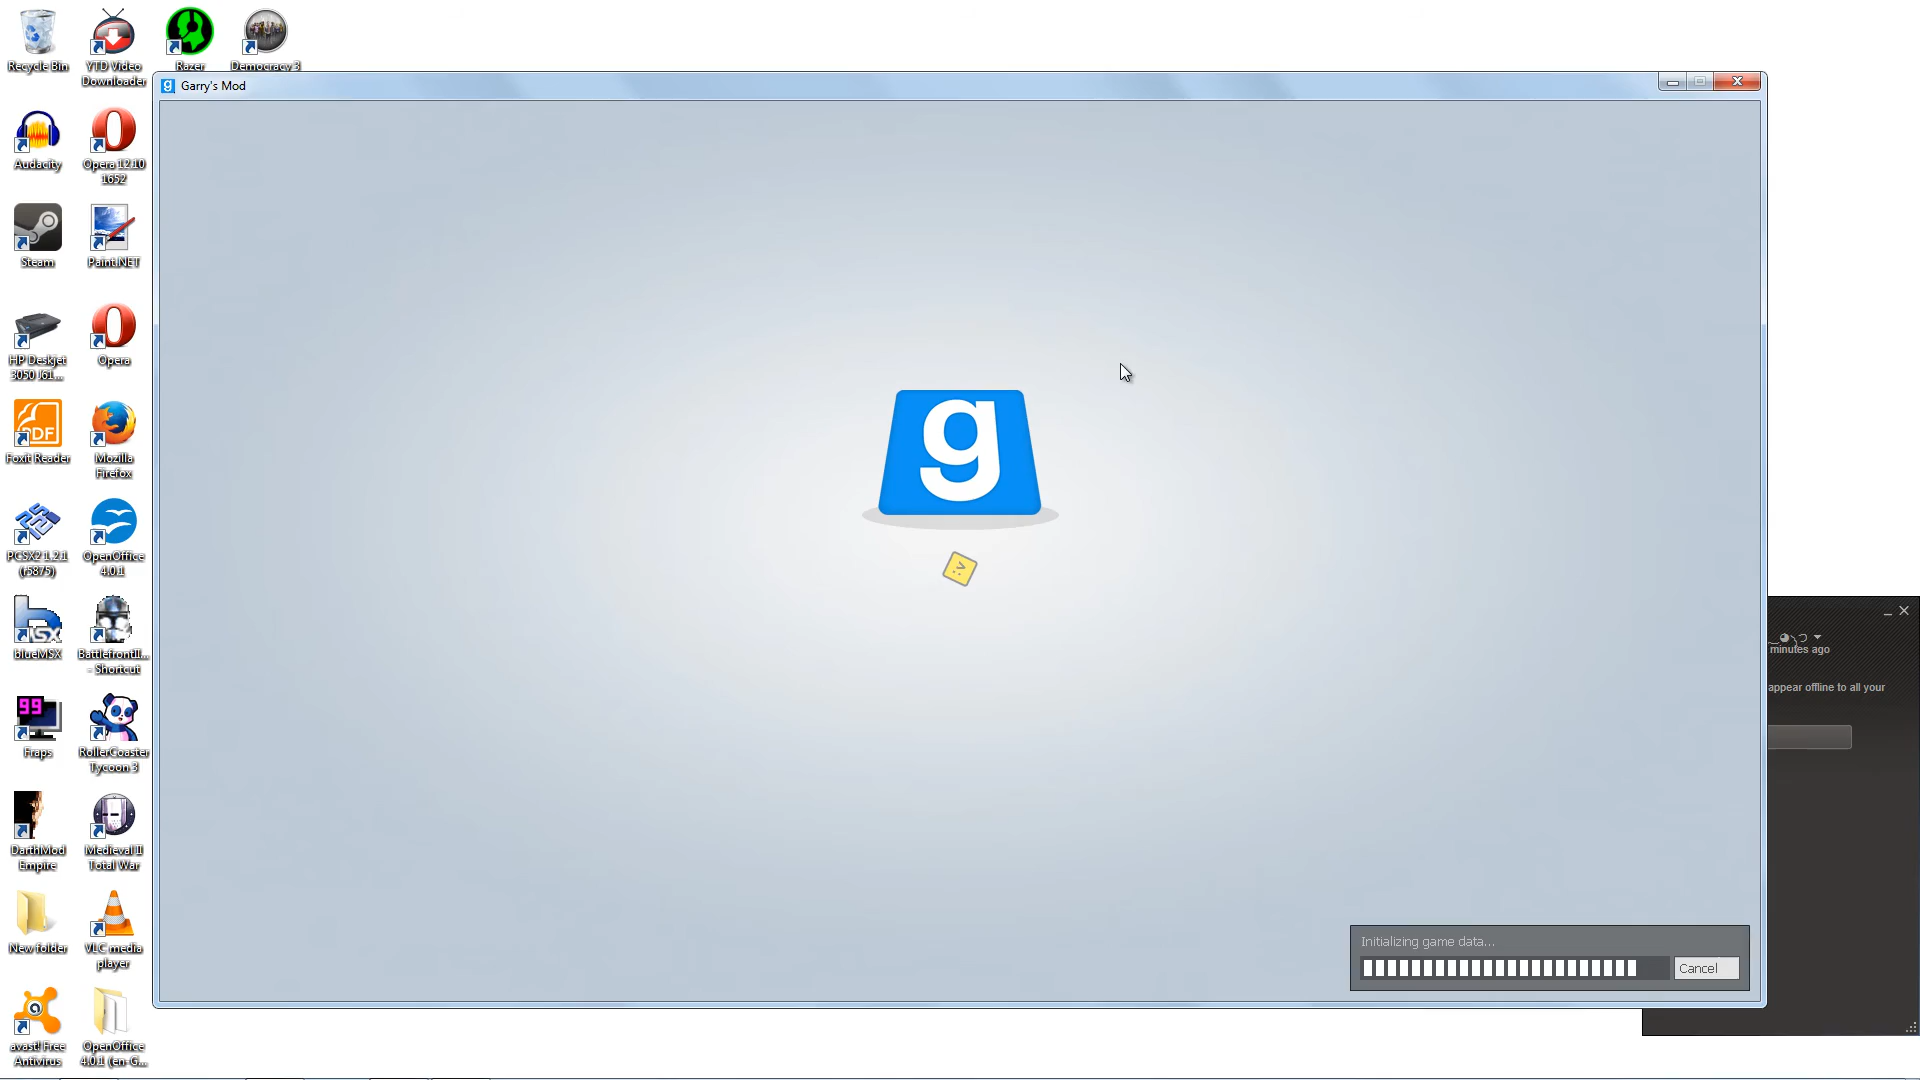 Recycle Bin
YTD Video
Downloader
Razer
Democracy 3
g Garry's Mod
Audacity
Opera 12.10
1652
Steam
Paint.NET
HP Deskjet
3050 J61...
Opera
PDF
Foxit Reader
Mozilla
Firefox
PCSX2 1.2.1
(r5875)
OpenOffice
4.0.1
blueMSX
BattlefrontII...
- Shortcut
99
Fraps
RollerCoaster
Tycoon 3
DarthMod
Empire
Medieval II
Total War
New folder
VLC media
player
avast! Free
Antivirus
OpenOffice
4.0.1 (en-G...
g
minutes ago
appear offline to all your
Initializing game data...
Cancel